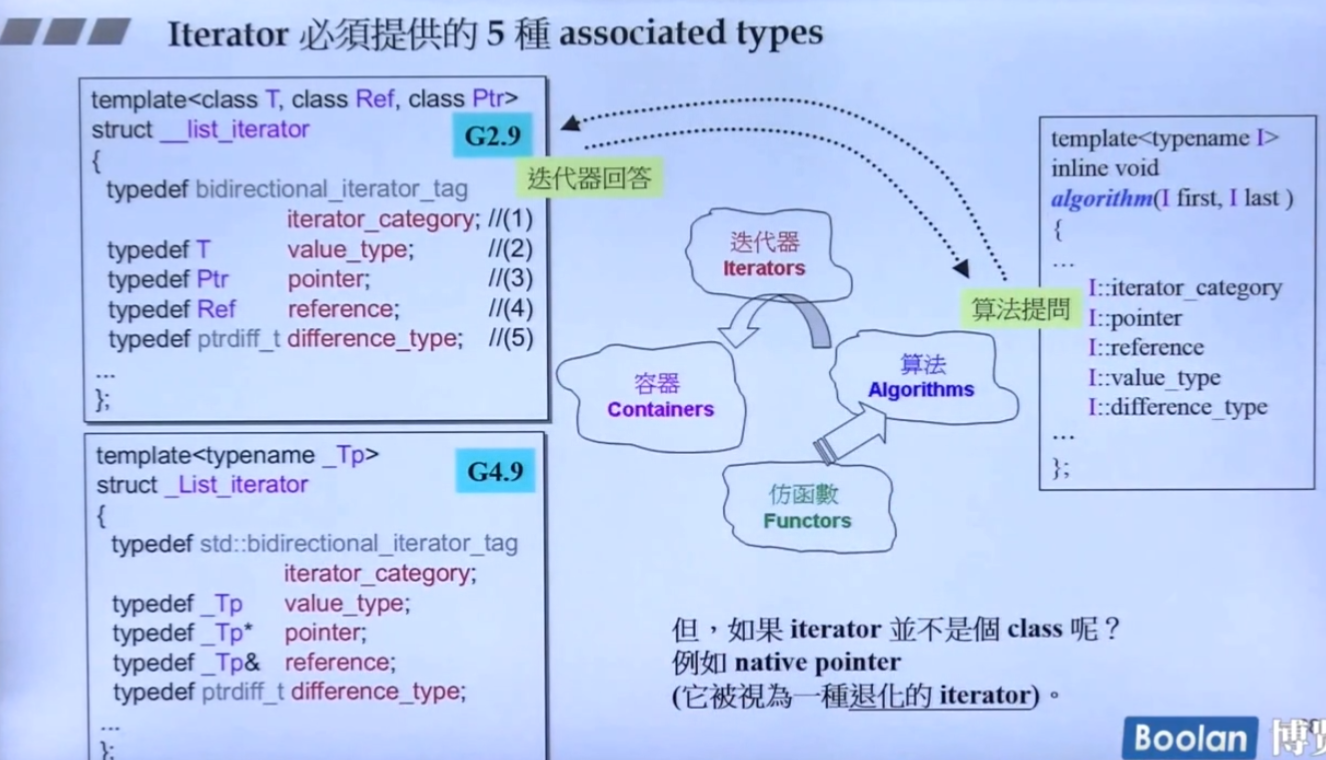 Iterator 必須提供的 5 種 associated types
template<class T, class Ref, class Ptr>
struct __list_iterator
G2.9
{
typedef bidirectional_iterator_tag
iterator_category; //(1)
typedef T value_type; //(2)
typedef Ptr pointer; //(3)
typedef Ref reference; //(4)
typedef ptrdiff_t difference_type; //(5)
...
};
template<typename _Tp>
struct _List_iterator
G4.9
{
typedef std::bidirectional_iterator_tag
iterator_category;
typedef _Tp value_type;
typedef _Tp* pointer;
typedef _Tp& reference;
typedef ptrdiff_t difference_type;
...
};
迭代器回答
迭代器
Iterators
容器
Containers
算法
Algorithms
仿函數
Functors
算法提問
template<typename I>
inline void
algorithm(I first, I last )
{
...
I::iterator_category
I::pointer
I::reference
I::value_type
I::difference_type
...
};
但，如果 iterator 並不是個 class 呢？
例如 native pointer
(它被視為一種退化的 iterator)。
Boolan 博